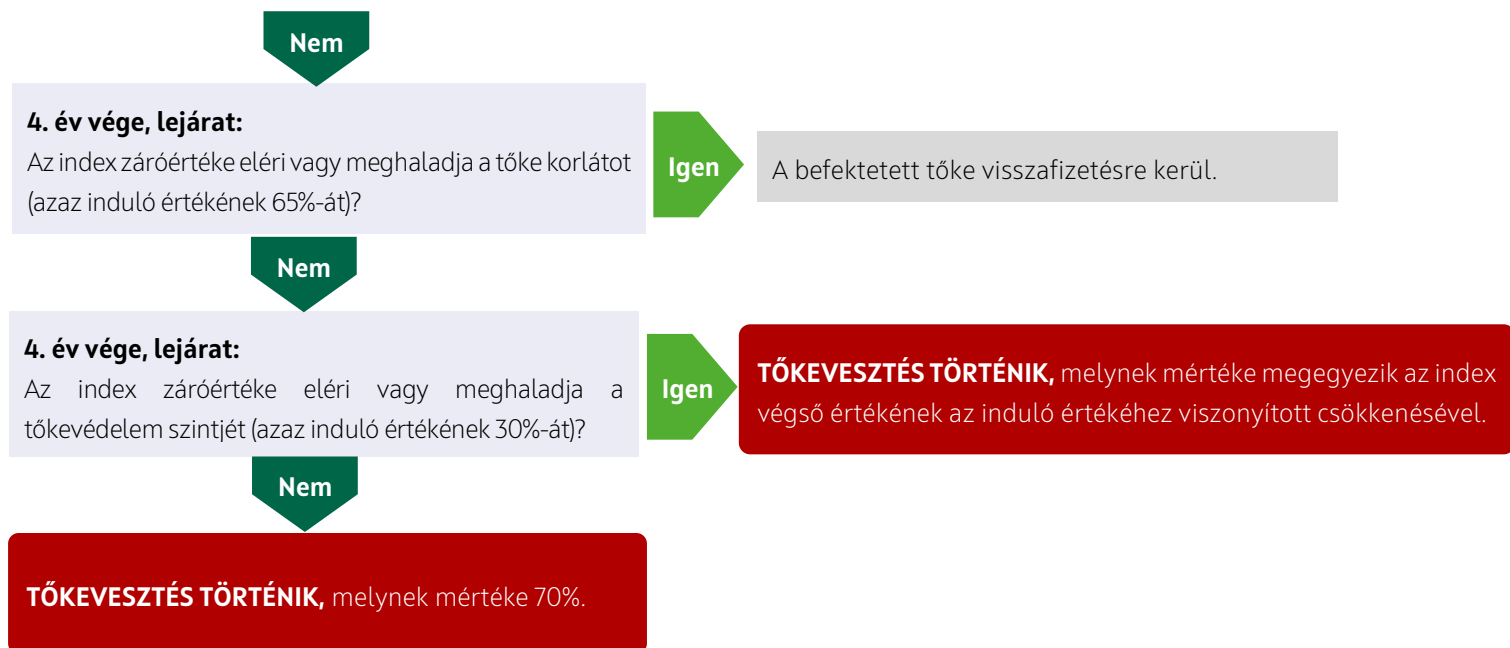 Nem
4. év vége, lejárat:
Az index záróértéke eléri vagy meghaladja a tőke korlátot
(azaz induló értékének 65%-át)?
Igen
A befektetett tőke visszafizetésre kerül.
Nem
4. év vége, lejárat:
Az index záróértéke eléri vagy meghaladja a
tőkevédelem szintjét (azaz induló értékének 30%-át)?
Igen
TŐKEVESZTÉS TÖRTÉNIK, melynek mértéke megegyezik az index
végső értékének az induló értékéhez viszonyított csökkenésével.
Nem
TŐKEVESZTÉS TÖRTÉNIK, melynek mértéke 70%.